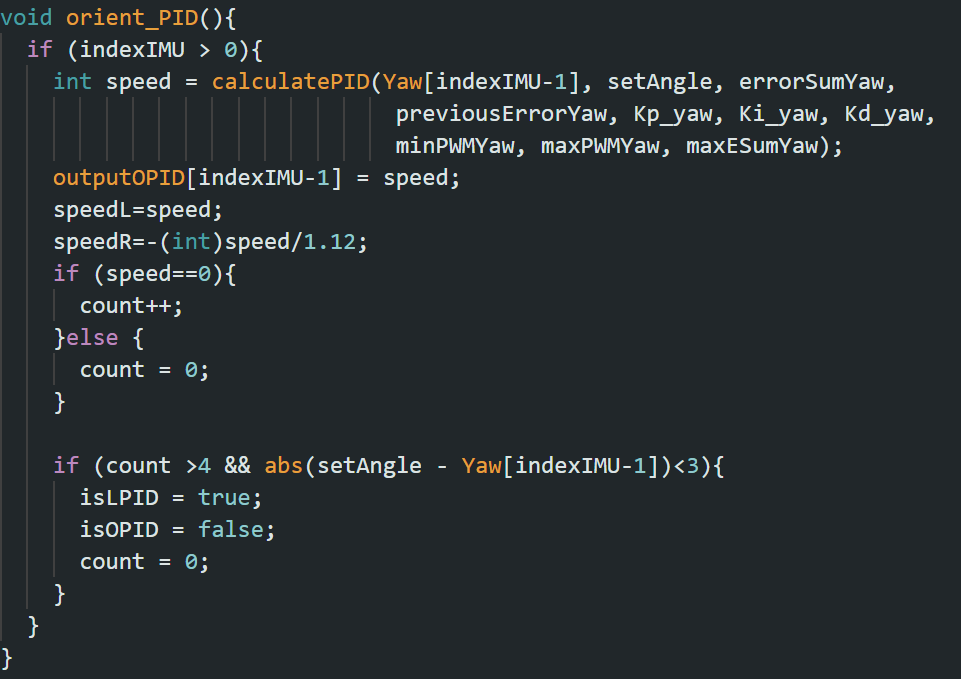 void orient_PID(){
  if (indexIMU > 0){
    int speed = calculatePID(Yaw[indexIMU-1], setAngle, errorSumYaw,
                              previousErrorYaw, Kp_yaw, Ki_yaw, Kd_yaw,
                              minPWMYaw, maxPWMYaw, maxESumYaw);
    outputOPID[indexIMU-1] = speed;
    speedL=speed;
    speedR=-(int)speed/1.12;
    if (speed==0){
      count++;
    }else {
      count = 0;
    }

    if (count >4 && abs(setAngle - Yaw[indexIMU-1])<3){
      isLPID = true;
      isOPID = false;
      count = 0;
    }
  }
}